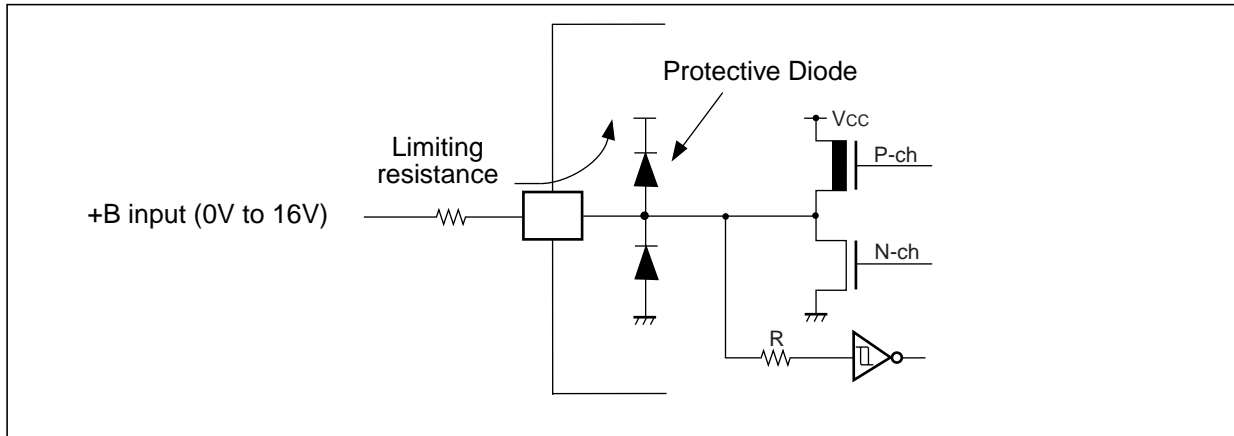 Protective Diode
VCC
Limiting
resistance
P-ch
+B input (0V to 16V)
N-ch
R